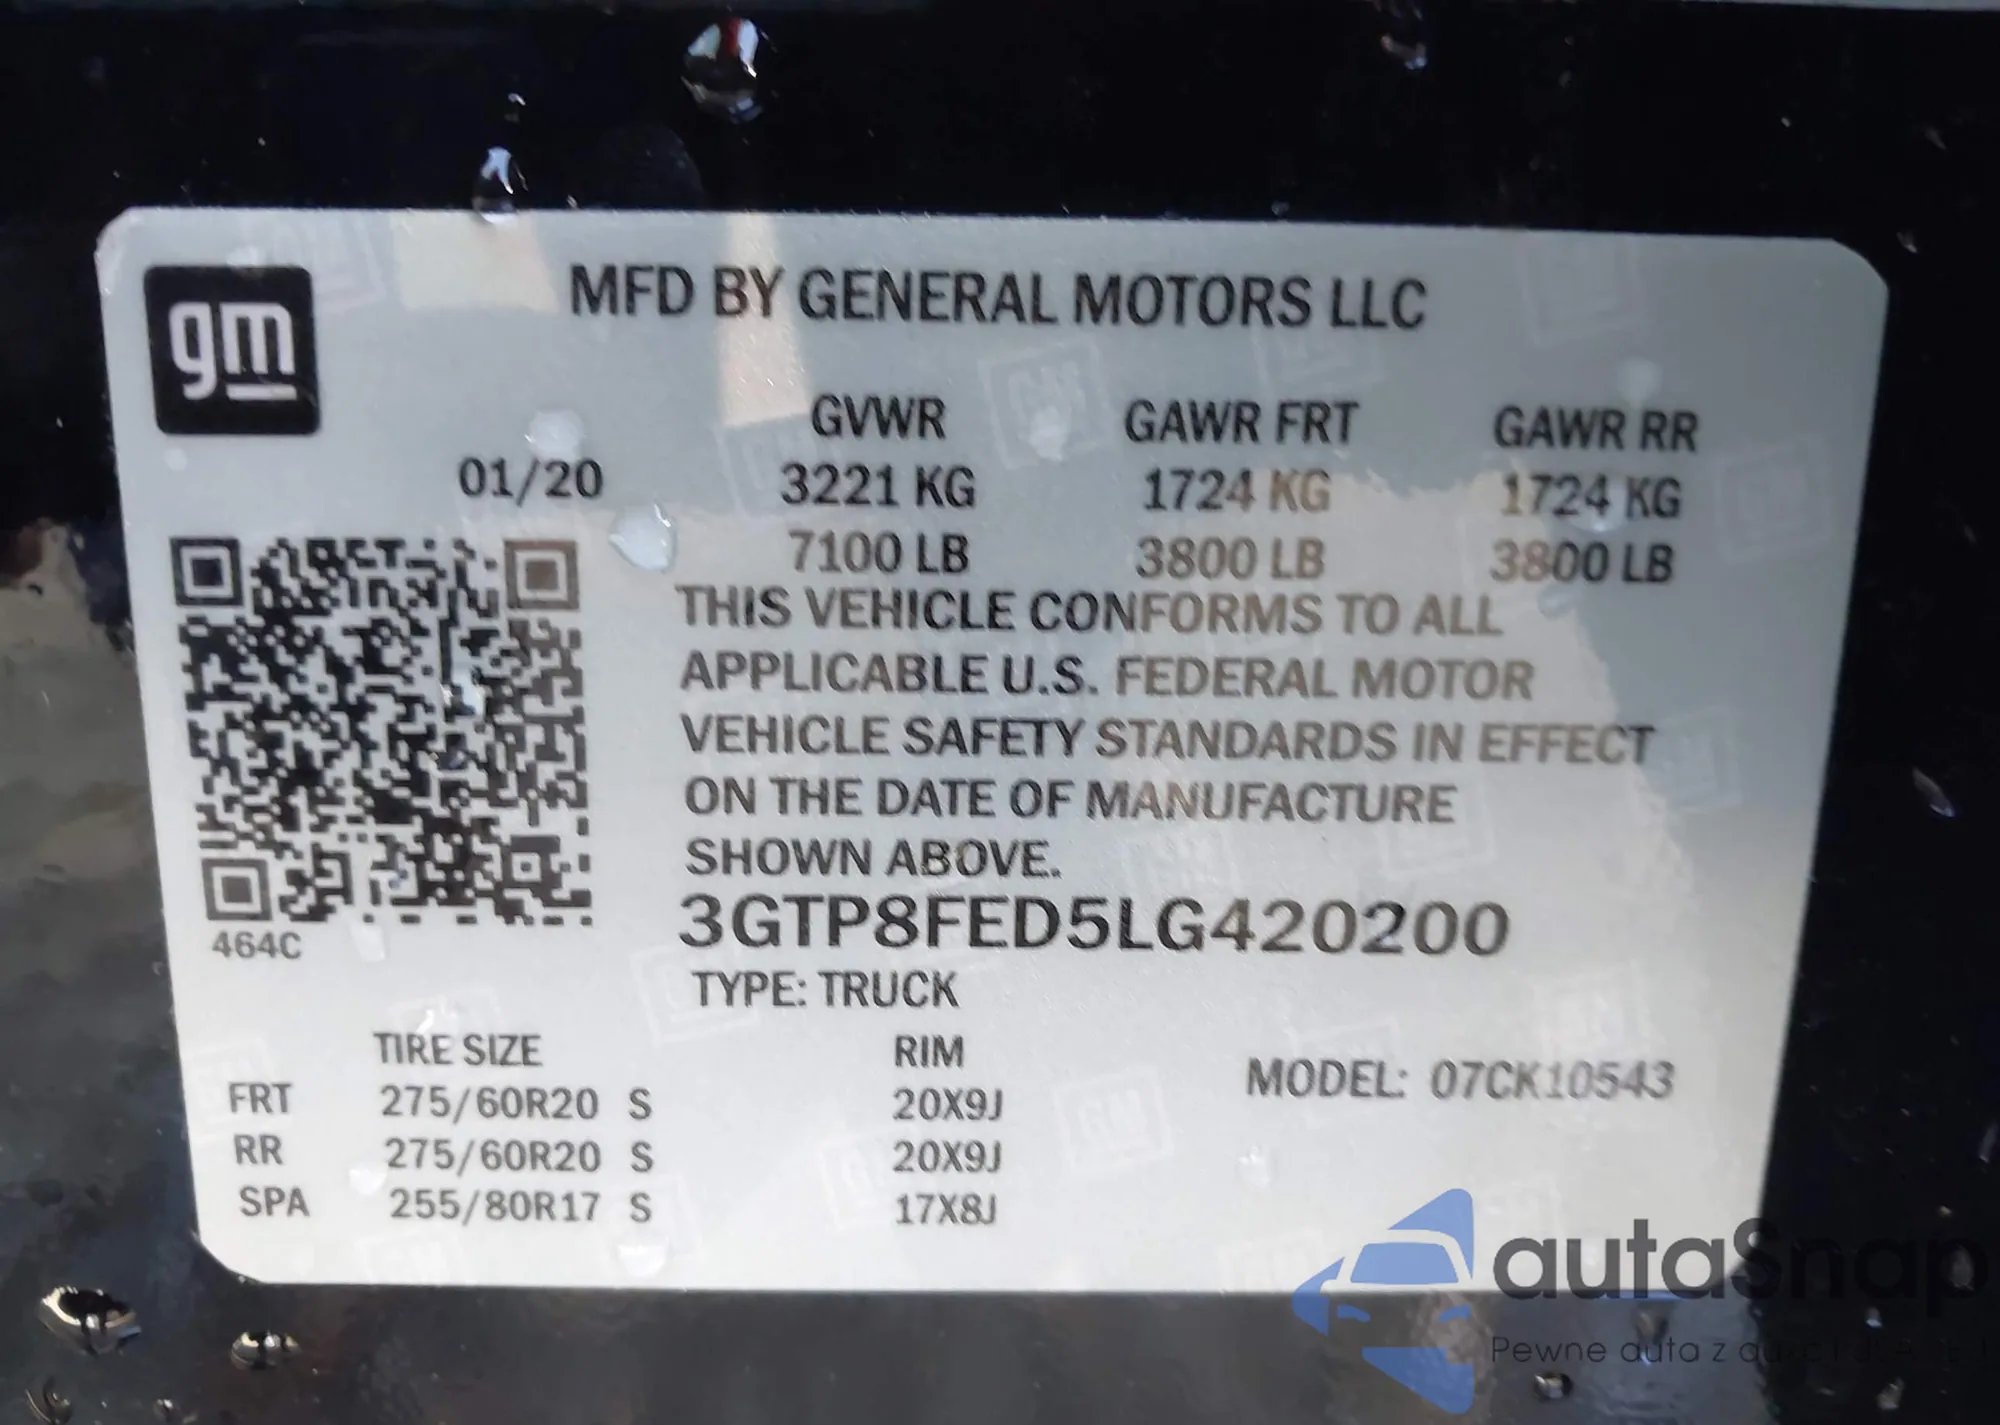 gm
MFD BY GENERAL MOTORS LLC
GVWR GAWR FRT GAWR RR
01/20 3221 KG 1724 KG 1724 KG
7100 LB 3800 LB 3800 LB
THIS VEHICLE CONFORMS TO ALL
APPLICABLE U.S. FEDERAL MOTOR
VEHICLE SAFETY STANDARDS IN EFFECT
ON THE DATE OF MANUFACTURE
SHOWN ABOVE.
3GTP8FED5LG420200
464C
TYPE: TRUCK
TIRE SIZE RIM
MODEL: 07CK10543
FRT 275/60R20 S 20X9J
RR 275/60R20 S 20X9J
SPA 255/80R17 S 17X8J
autaSnap
Pewne auta z